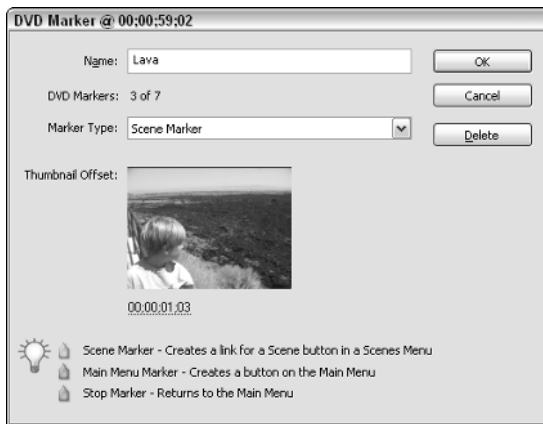 DVD Marker @ 00;00;59;02
Name: Lava
OK
DVD Markers: 3 of 7
Cancel
Marker Type: Scene Marker
Delete
Thumbnail Offset:
00;00;01;03
Scene Marker - Creates a link for a Scene button in a Scenes Menu
Main Menu Marker - Creates a button on the Main Menu
Stop Marker - Returns to the Main Menu